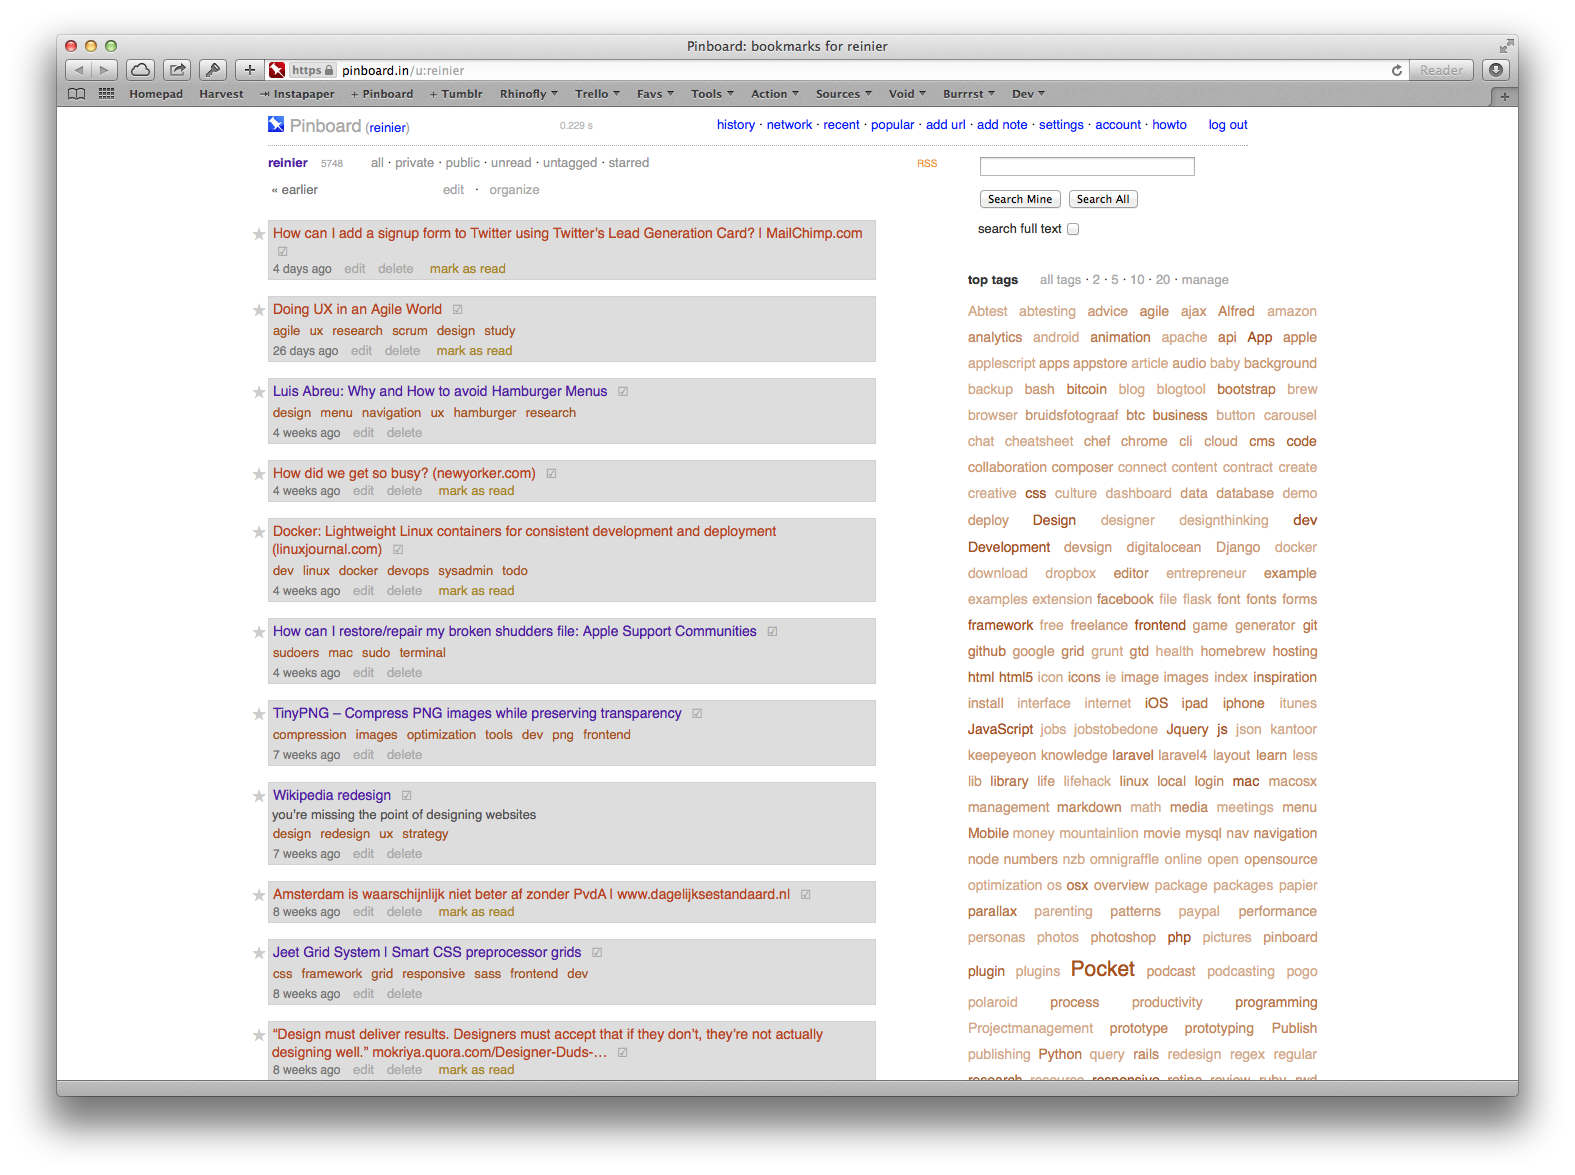 Pinboard: bookmarks for reinier
https pinboard.in/u:reinier Reader
Homepad Harvest ⇥ Instapaper + Pinboard + Tumblr Rhinofly ▼ Trello ▼ Favs ▼ Tools ▼ Action ▼ Sources ▼ Void ▼ Burrrst ▼ Dev ▼
Pinboard (reinier) 0.229 s history · network · recent · popular · add url · add note · settings · account · howto log out
reinier 5748 all · private · public · unread · untagged · starred RSS
« earlier edit · organize
How can I add a signup form to Twitter using Twitter's Lead Generation Card? | MailChimp.com
4 days ago edit delete mark as read
Doing UX in an Agile World
agile ux research scrum design study
26 days ago edit delete mark as read
Luis Abreu: Why and How to avoid Hamburger Menus
design menu navigation ux hamburger research
4 weeks ago edit delete
How did we get so busy? (newyorker.com)
4 weeks ago edit delete mark as read
Docker: Lightweight Linux containers for consistent development and deployment
(linuxjournal.com)
dev linux docker devops sysadmin todo
4 weeks ago edit delete mark as read
How can I restore/repair my broken shudders file: Apple Support Communities
sudoers mac sudo terminal
4 weeks ago edit delete
TinyPNG – Compress PNG images while preserving transparency
compression images optimization tools dev png frontend
7 weeks ago edit delete
Wikipedia redesign
you're missing the point of designing websites
design redesign ux strategy
7 weeks ago edit delete
Amsterdam is waarschijnlijk niet beter af zonder PvdA | www.dagelijksestandaard.nl
8 weeks ago edit delete mark as read
Jeet Grid System | Smart CSS preprocessor grids
css framework grid responsive sass frontend dev
8 weeks ago edit delete
“Design must deliver results. Designers must accept that if they don't, they're not actually
designing well.” mokriya.quora.com/Designer-Duds-…
8 weeks ago edit delete mark as read
Search Mine Search All
search full text
top tags all tags · 2 · 5 · 10 · 20 · manage
Abtest abtesting advice agile ajax Alfred amazon
analytics android animation apache api App apple
applescript apps appstore article audio baby background
backup bash bitcoin blog blogtool bootstrap brew
browser bruidsfotograaf btc business button carousel
chat cheatsheet chef chrome cli cloud cms code
collaboration composer connect content contract create
creative css culture dashboard data database demo
deploy Design designer designthinking dev
Development devsign digitalocean Django docker
download dropbox editor entrepreneur example
examples extension facebook file flask font fonts forms
framework free freelance frontend game generator git
github google grid grunt gtd health homebrew hosting
html html5 icon icons ie image images index inspiration
install interface internet iOS ipad iphone itunes
JavaScript jobs jobstobedone Jquery js json kantoor
keepeyeon knowledge laravel laravel4 layout learn less
lib library life lifehack linux local login mac macosx
management markdown math media meetings menu
Mobile money mountainlion movie mysql nav navigation
node numbers nzb omnigraffle online open opensource
optimization os osx overview package packages papier
parallax parenting patterns paypal performance
personas photos photoshop php pictures pinboard
plugin plugins Pocket podcast podcasting pogo
polaroid process productivity programming
Projectmanagement prototype prototyping Publish
publishing Python query rails redesign regex regular
research resource responsive retina review ruby rwd